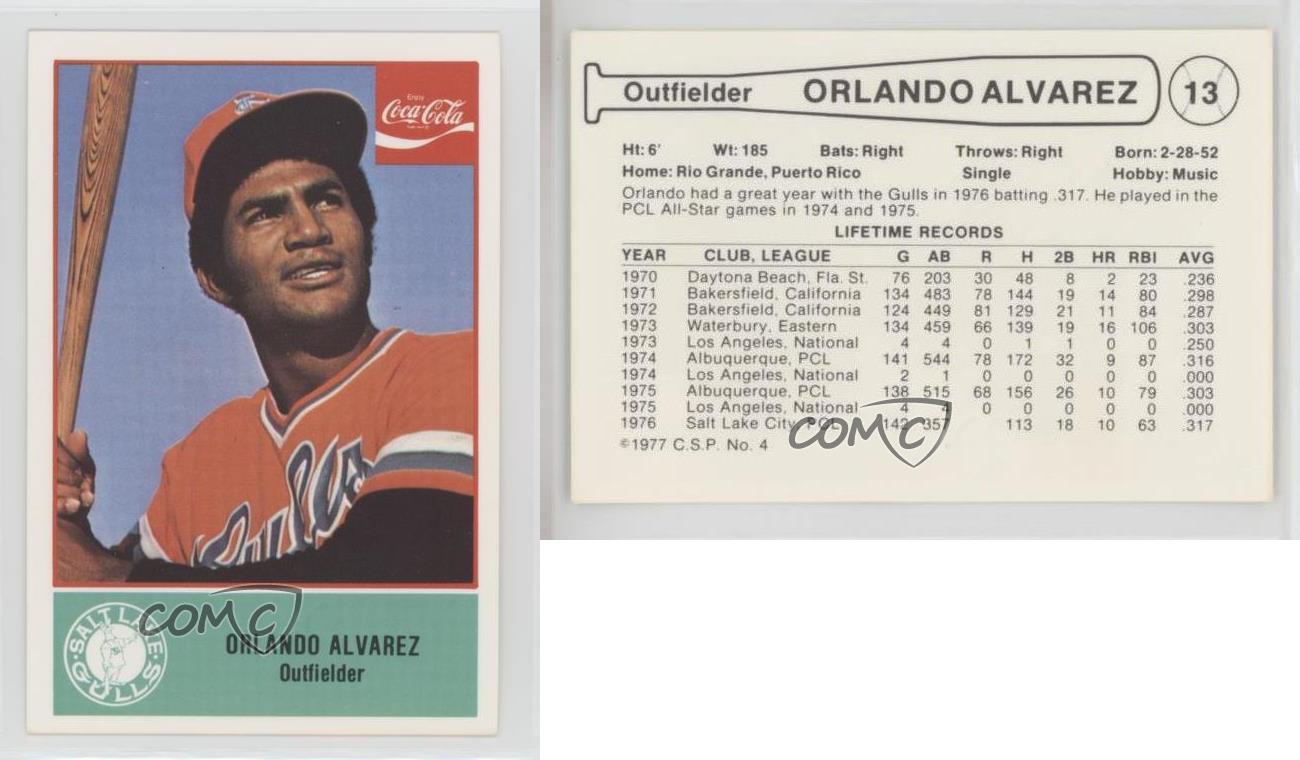 Enjoy
Coca-Cola
Gulls
COMC
SALT LAKE
GULLS
ORLANDO ALVAREZ
Outfielder
Outfielder ORLANDO ALVAREZ 13
Ht: 6' Wt: 185 Bats: Right Throws: Right Born: 2-28-52
Home: Rio Grande, Puerto Rico Single Hobby: Music
Orlando had a great year with the Gulls in 1976 batting .317. He played in the
PCL All-Star games in 1974 and 1975.
LIFETIME RECORDS
YEAR CLUB, LEAGUE G AB R H 2B HR RBI AVG
1970 Daytona Beach, Fla. St. 76 203 30 48 8 2 23 .236
1971 Bakersfield, California 134 483 78 144 19 14 80 .298
1972 Bakersfield, California 124 449 81 129 21 11 84 .287
1973 Waterbury, Eastern 134 459 66 139 19 16 106 .303
1973 Los Angeles, National 4 4 0 1 1 0 0 .250
1974 Albuquerque, PCL 141 544 78 172 32 9 87 .316
1974 Los Angeles, National 2 1 0 0 0 0 0 .000
1975 Albuquerque, PCL 138 515 68 156 26 10 79 .303
1975 Los Angeles, National 4 4 0 0 0 0 0 .000
1976 Salt Lake City, PCL 142 357 113 18 10 63 .317
COMC
©1977 C.S.P. No. 4